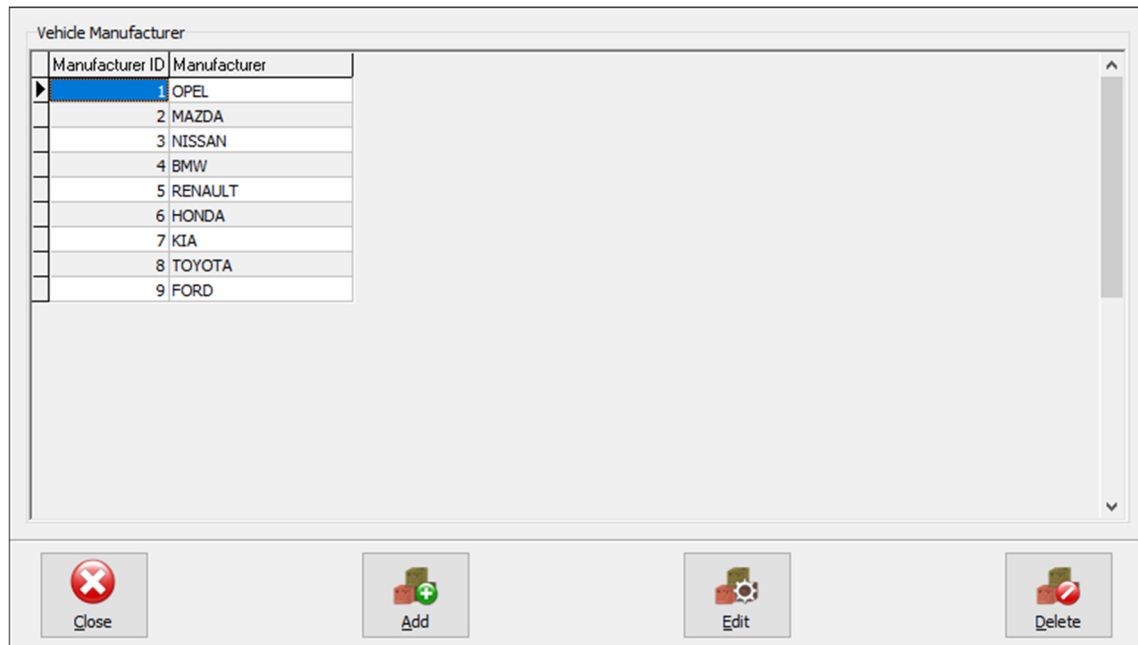 Vehicle Manufacturer
Manufacturer ID Manufacturer
1 OPEL
2 MAZDA
3 NISSAN
4 BMW
5 RENAULT
6 HONDA
7 KIA
8 TOYOTA
9 FORD
Close Add Edit Delete